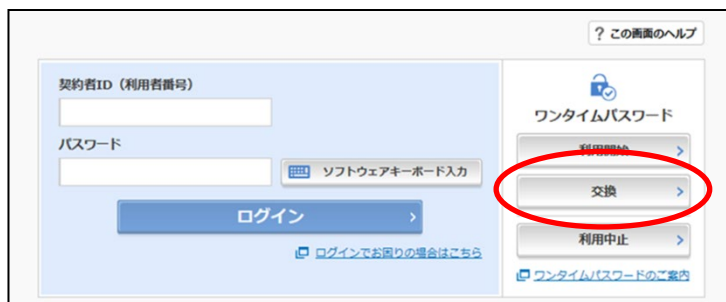 ? この画面のヘルプ
契約者ID（利用者番号）
パスワード
ソフトウェアキーボード入力
ログイン
ログインでお困りの場合はこちら
ワンタイムパスワード
利用開始
交換
利用中止
ワンタイムパスワードのご案内